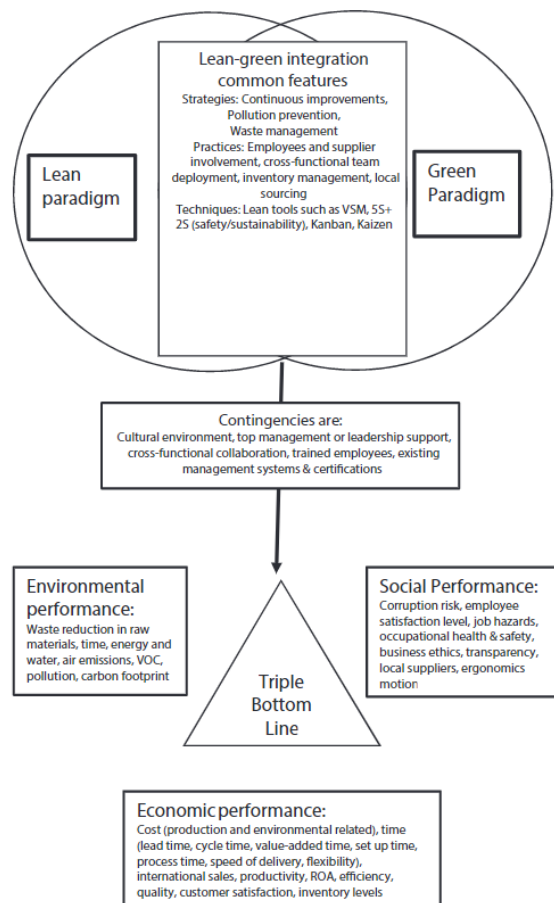 Lean-green integration
common features
Strategies: Continuous improvements,
Pollution prevention,
Waste management
Practices: Employees and supplier
involvement, cross-functional team
deployment, inventory management, local
sourcing
Techniques: Lean tools such as VSM, 5S+
2S (safety/sustainability), Kanban, Kaizen
Lean
paradigm
Green
Paradigm
Contingencies are:
Cultural environment, top management or leadership support,
cross-functional collaboration, trained employees, existing
management systems & certifications
Environmental
performance:
Waste reduction in raw
materials, time, energy and
water, air emissions, VOC,
pollution, carbon footprint
Social Performance:
Corruption risk, employee
satisfaction level, job hazards,
occupational health & safety,
business ethics, transparency,
local suppliers, ergonomics
motion
Triple
Bottom
Line
Economic performance:
Cost (production and environmental related), time
(lead time, cycle time, value-added time, set up time,
process time, speed of delivery, flexibility),
international sales, productivity, ROA, efficiency,
quality, customer satisfaction, inventory levels